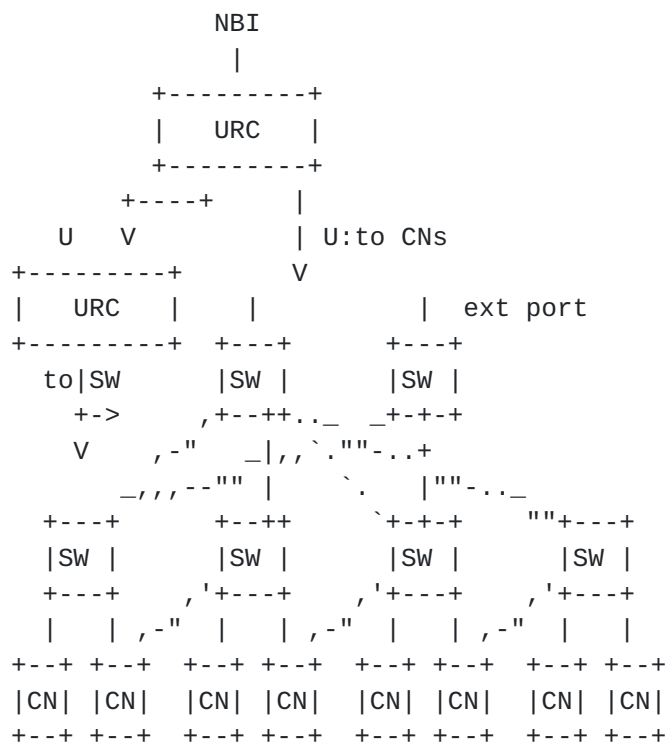 NBI
URC
U V U:to CNs
V
URC ext port
to SW SW SW
V
SW SW SW SW
CN CN CN CN CN CN CN CN